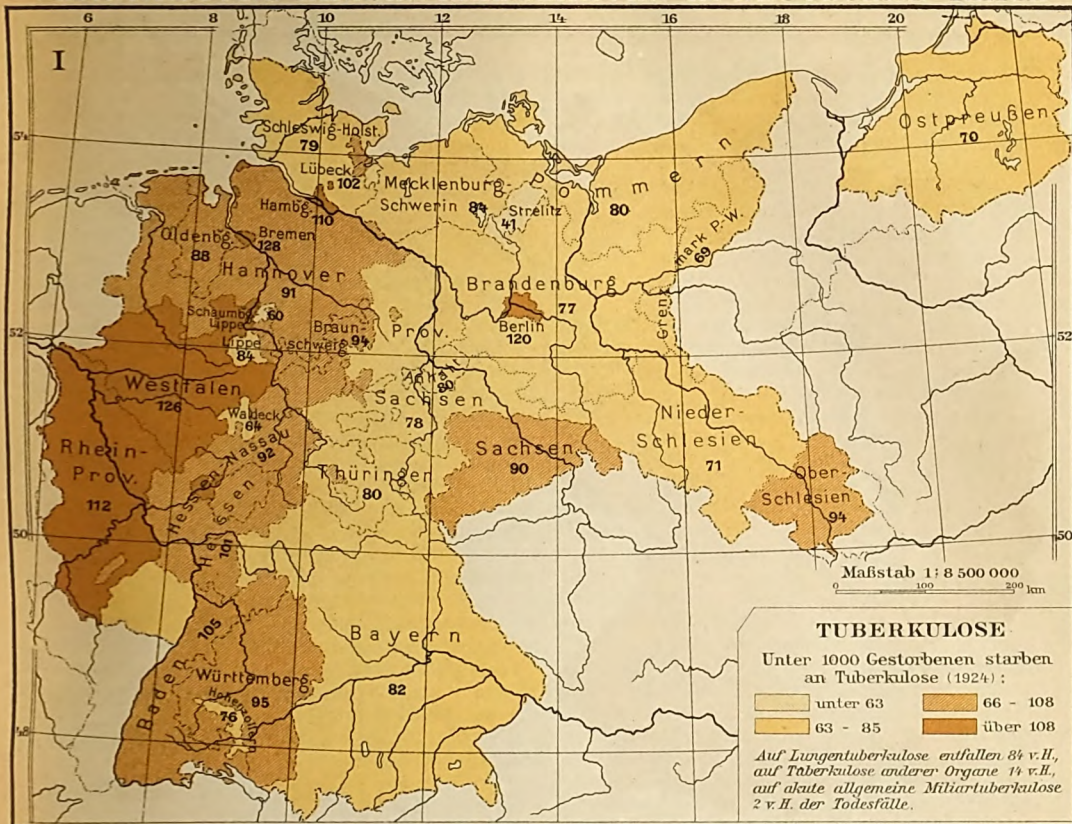 6 8 10 12 14 16 18 20
I
54
Schleswig-Holst.
79
Ostpreußen
70
Lübeck
102
Mecklenburg-
Schwerin 84
Strelitz
41
Pommern
80
Hambg.
110
Oldenbg.
88
Bremen
128
Hannover
91
Grenzmark P.-W.
69
Brandenburg
77
Berlin
120
52
52
Schaumbg.
Lippe
60
Lippe
84
Braun-
schweig
94
Prov.
Sachsen
78
Anhalt
80
Westfalen
126
Waldeck
64
Rhein-
Prov.
112
Hessen-Nassau
92
Hessen
101
Thüringen
80
Sachsen
90
Nieder-
Schlesien
71
Ober-
Schlesien
94
50
50
Maßstab 1:8 500 000
0 100 200 km
Bayern
82
Baden
105
Württemberg
95
Hohenzollern
76
48
TUBERKULOSE
Unter 1000 Gestorbenen starben
an Tuberkulose (1924):
unter 63
66 - 108
63 - 85
über 108
Auf Lungentuberkulose entfallen 84 v.H.,
auf Tuberkulose anderer Organe 14 v.H.,
auf akute allgemeine Miliartuberkulose
2 v.H. der Todesfälle.